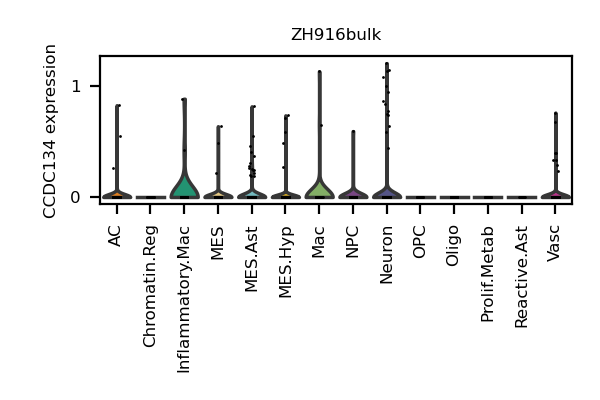 ZH916bulk
CCDC134 expression
1
0
AC
Chromatin.Reg
Inflammatory.Mac
MES
MES.Ast
MES.Hyp
Mac
NPC
Neuron
OPC
Oligo
Prolif.Metab
Reactive.Ast
Vasc